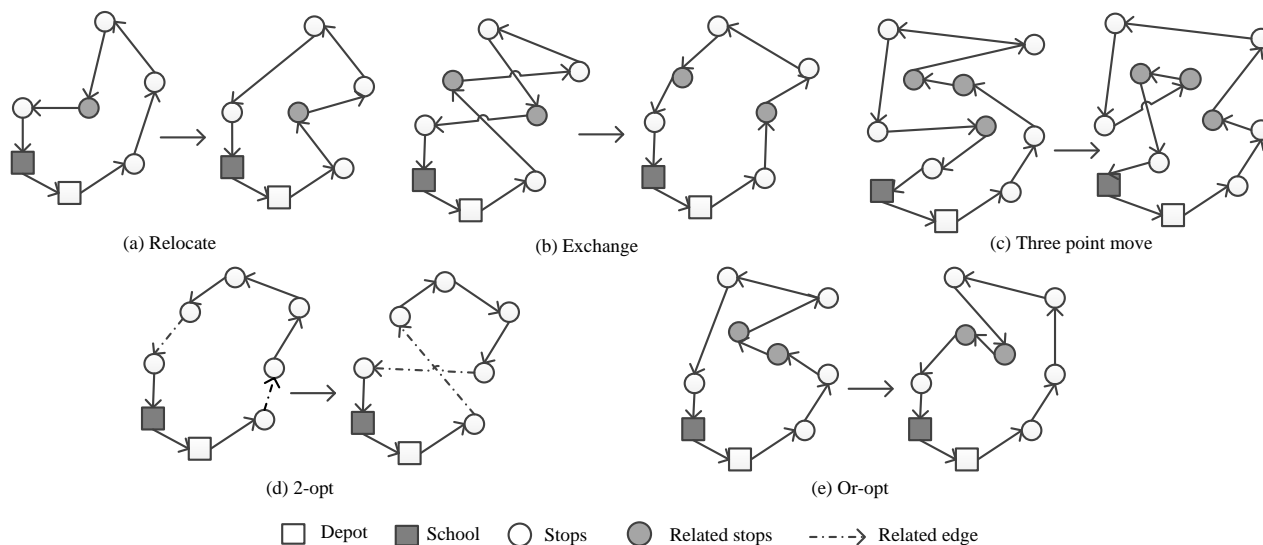 (a) Relocate
(b) Exchange
(c) Three point move
(d) 2-opt
(e) Or-opt
Depot School Stops Related stops Related edge